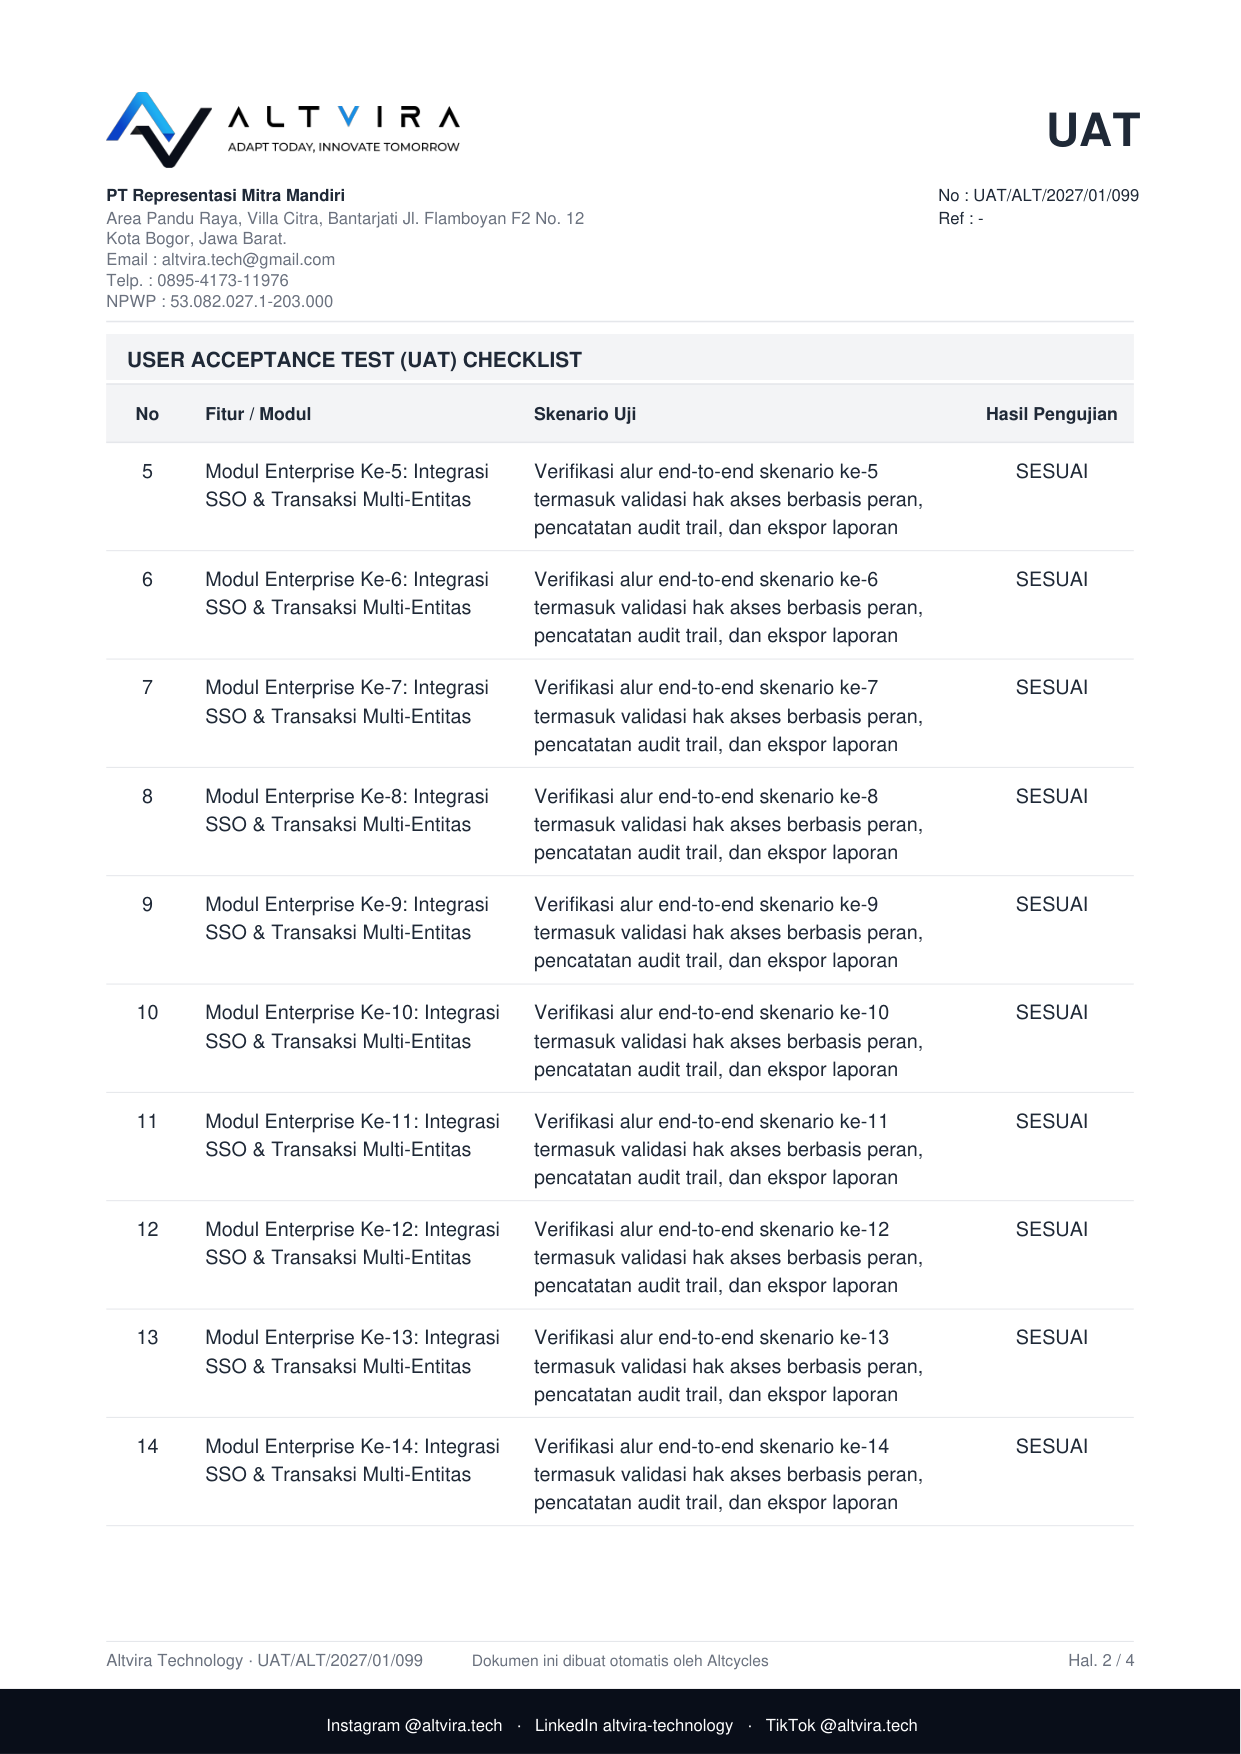 ALTVIRA
ADAPT TODAY, INNOVATE TOMORROW
UAT
PT Representasi Mitra Mandiri
Area Pandu Raya, Villa Citra, Bantarjati Jl. Flamboyan F2 No. 12
Kota Bogor, Jawa Barat.
Email : altvira.tech@gmail.com
Telp. : 0895-4173-11976
NPWP : 53.082.027.1-203.000
No : UAT/ALT/2027/01/099
Ref : -
USER ACCEPTANCE TEST (UAT) CHECKLIST
No Fitur / Modul Skenario Uji Hasil Pengujian
5 Modul Enterprise Ke-5: Integrasi Verifikasi alur end-to-end skenario ke-5 SESUAI
SSO & Transaksi Multi-Entitas termasuk validasi hak akses berbasis peran,
pencatatan audit trail, dan ekspor laporan
6 Modul Enterprise Ke-6: Integrasi Verifikasi alur end-to-end skenario ke-6 SESUAI
SSO & Transaksi Multi-Entitas termasuk validasi hak akses berbasis peran,
pencatatan audit trail, dan ekspor laporan
7 Modul Enterprise Ke-7: Integrasi Verifikasi alur end-to-end skenario ke-7 SESUAI
SSO & Transaksi Multi-Entitas termasuk validasi hak akses berbasis peran,
pencatatan audit trail, dan ekspor laporan
8 Modul Enterprise Ke-8: Integrasi Verifikasi alur end-to-end skenario ke-8 SESUAI
SSO & Transaksi Multi-Entitas termasuk validasi hak akses berbasis peran,
pencatatan audit trail, dan ekspor laporan
9 Modul Enterprise Ke-9: Integrasi Verifikasi alur end-to-end skenario ke-9 SESUAI
SSO & Transaksi Multi-Entitas termasuk validasi hak akses berbasis peran,
pencatatan audit trail, dan ekspor laporan
10 Modul Enterprise Ke-10: Integrasi Verifikasi alur end-to-end skenario ke-10 SESUAI
SSO & Transaksi Multi-Entitas termasuk validasi hak akses berbasis peran,
pencatatan audit trail, dan ekspor laporan
11 Modul Enterprise Ke-11: Integrasi Verifikasi alur end-to-end skenario ke-11 SESUAI
SSO & Transaksi Multi-Entitas termasuk validasi hak akses berbasis peran,
pencatatan audit trail, dan ekspor laporan
12 Modul Enterprise Ke-12: Integrasi Verifikasi alur end-to-end skenario ke-12 SESUAI
SSO & Transaksi Multi-Entitas termasuk validasi hak akses berbasis peran,
pencatatan audit trail, dan ekspor laporan
13 Modul Enterprise Ke-13: Integrasi Verifikasi alur end-to-end skenario ke-13 SESUAI
SSO & Transaksi Multi-Entitas termasuk validasi hak akses berbasis peran,
pencatatan audit trail, dan ekspor laporan
14 Modul Enterprise Ke-14: Integrasi Verifikasi alur end-to-end skenario ke-14 SESUAI
SSO & Transaksi Multi-Entitas termasuk validasi hak akses berbasis peran,
pencatatan audit trail, dan ekspor laporan
Altvira Technology · UAT/ALT/2027/01/099 Dokumen ini dibuat otomatis oleh Altcycles Hal. 2 / 4
Instagram @altvira.tech · LinkedIn altvira-technology · TikTok @altvira.tech